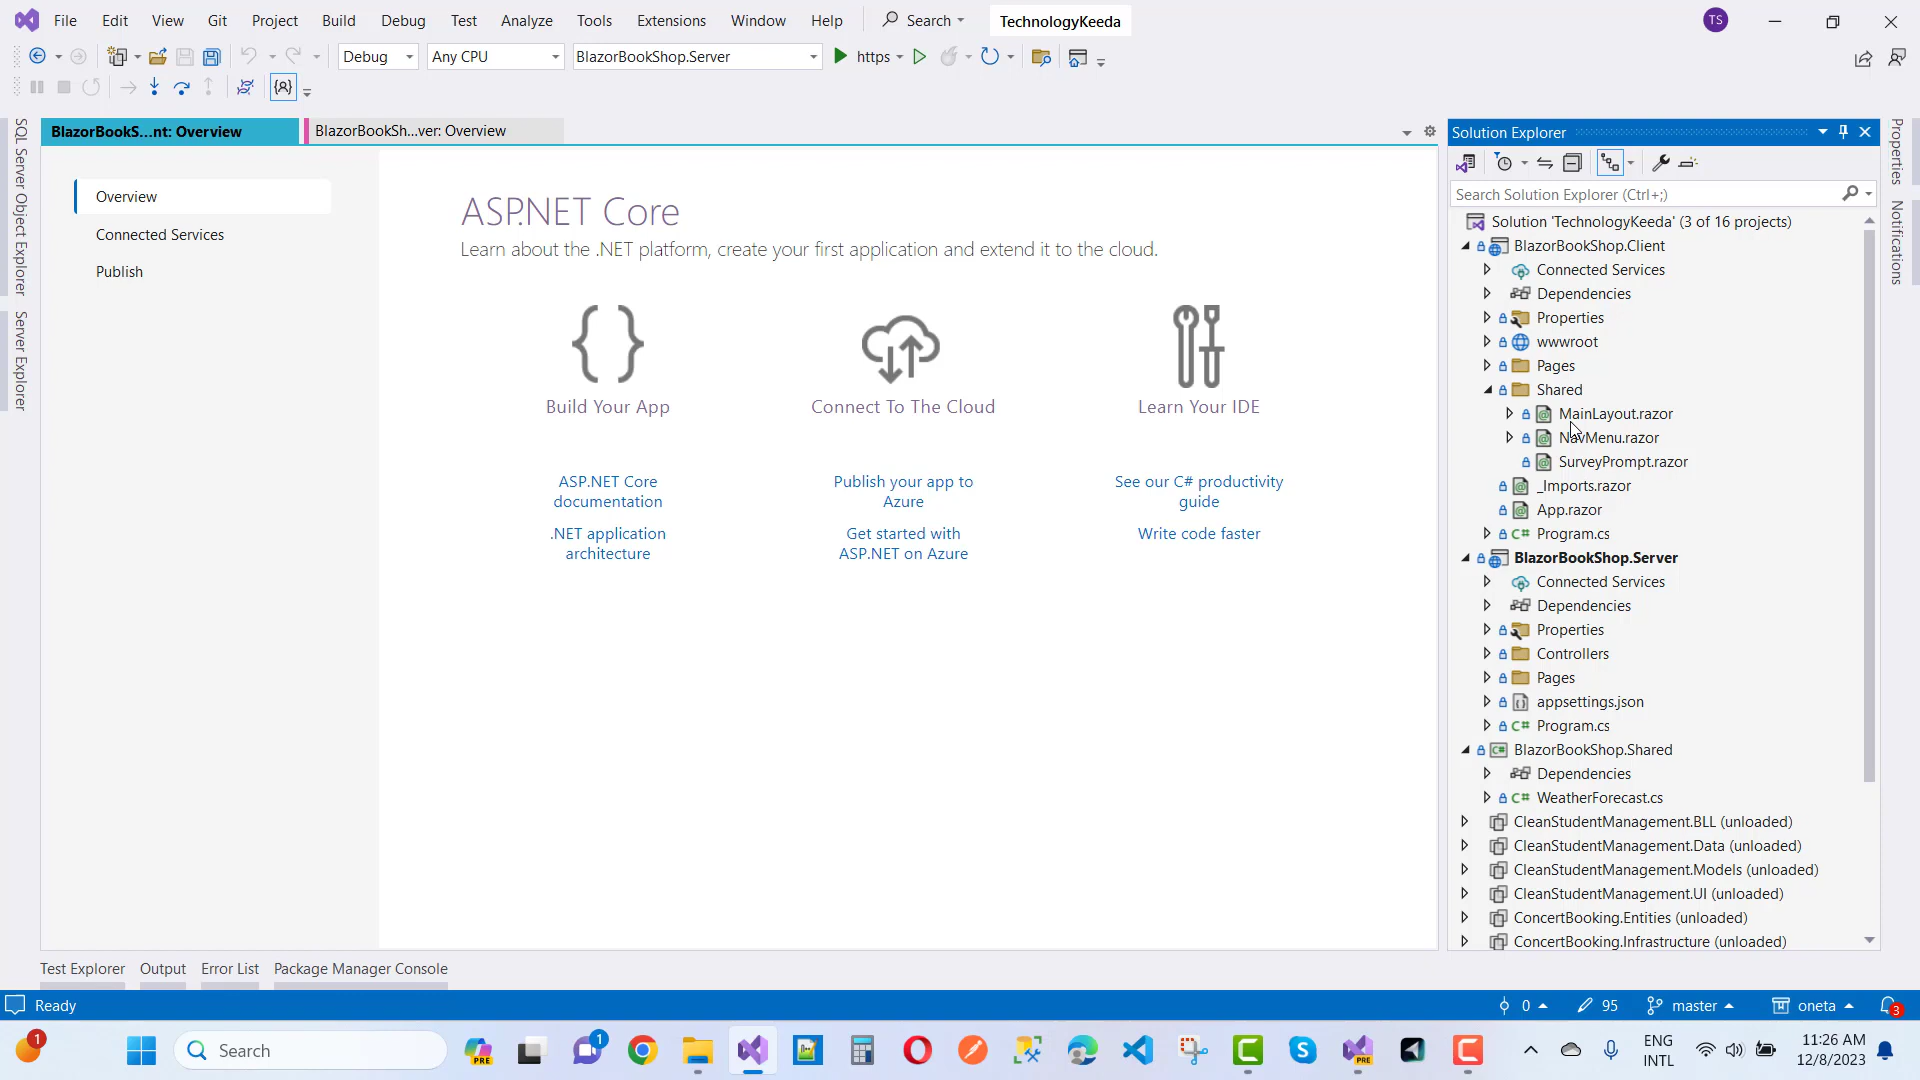 File Edit View Git Project Build Debug Test Analyze Tools Extensions Window Help Search TechnologyKeeda TS
Debug Any CPU BlazorBookShop.Server https
SQL Server Object Explorer
Server Explorer
BlazorBookS...nt: Overview BlazorBookSh...ver: Overview
Overview
Connected Services
Publish
ASP.NET Core
Learn about the .NET platform, create your first application and extend it to the cloud.
Build Your App
Connect To The Cloud
Learn Your IDE
ASP.NET Core
documentation
.NET application
architecture
Publish your app to
Azure
Get started with
ASP.NET on Azure
See our C# productivity
guide
Write code faster
Solution Explorer
Search Solution Explorer (Ctrl+;)
Solution 'TechnologyKeeda' (3 of 16 projects)
BlazorBookShop.Client
Connected Services
Dependencies
Properties
wwwroot
Pages
Shared
MainLayout.razor
NavMenu.razor
SurveyPrompt.razor
_Imports.razor
App.razor
C# Program.cs
BlazorBookShop.Server
Connected Services
Dependencies
Properties
Controllers
Pages
appsettings.json
C# Program.cs
C# BlazorBookShop.Shared
Dependencies
C# WeatherForecast.cs
CleanStudentManagement.BLL (unloaded)
CleanStudentManagement.Data (unloaded)
CleanStudentManagement.Models (unloaded)
CleanStudentManagement.UI (unloaded)
ConcertBooking.Entities (unloaded)
ConcertBooking.Infrastructure (unloaded)
Properties
Notifications
Test Explorer Output Error List Package Manager Console
Ready 0 95 master oneta 3
1 Search PRE 1 PRE ENG
INTL
11:26 AM
12/8/2023